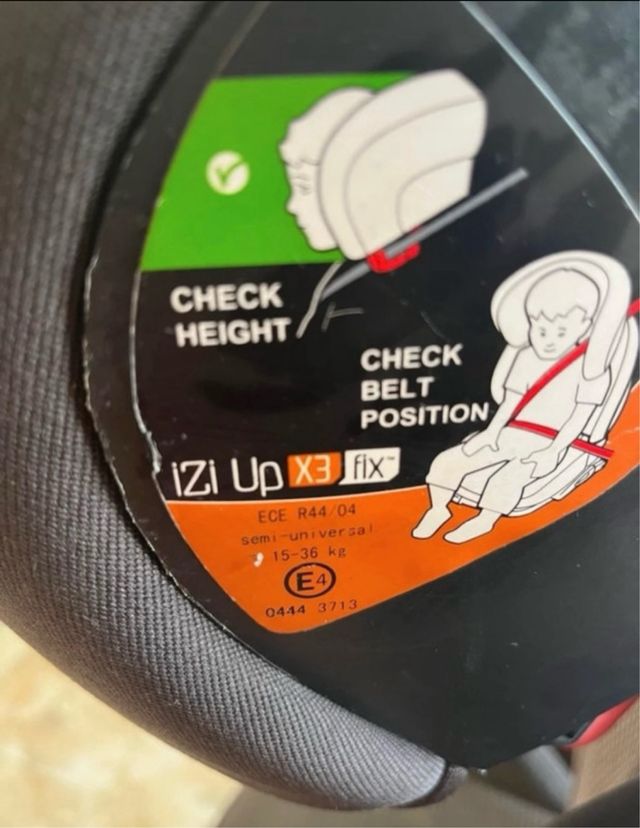 CHECK
HEIGHT
CHECK
BELT
POSITION
iZi Up X3 fix™
ECE R44/04
semi-universal
15-36 kg
E4
0444 3713